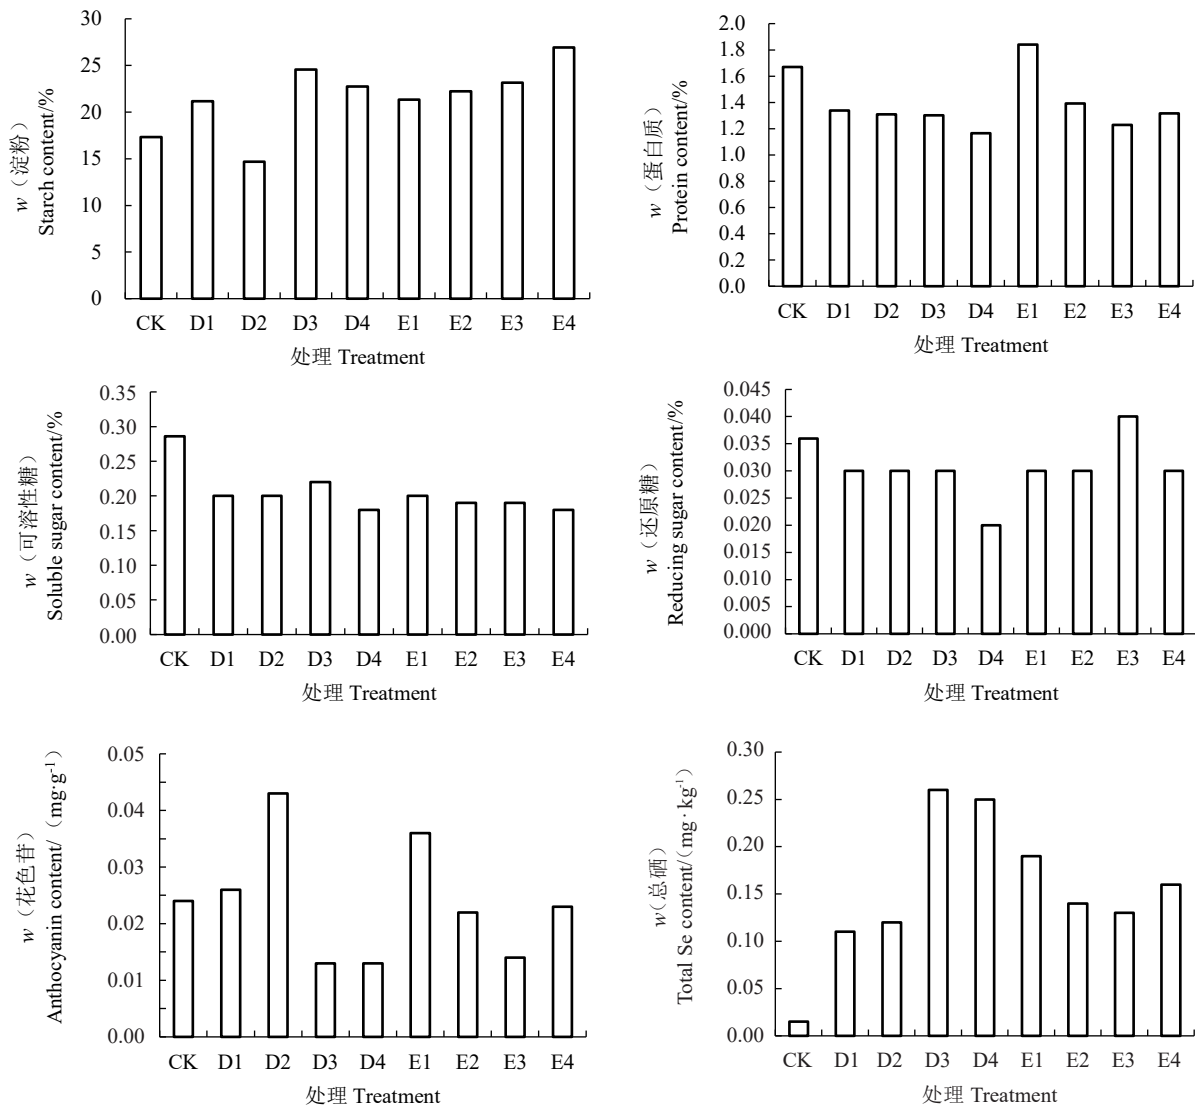 w（淀粉）
Starch content/%
30
25
20
15
10
5
0
CK D1 D2 D3 D4 E1 E2 E3 E4
处理 Treatment
w（蛋白质）
Protein content/%
2.0
1.8
1.6
1.4
1.2
1.0
0.8
0.6
0.4
0.2
0.0
CK D1 D2 D3 D4 E1 E2 E3 E4
处理 Treatment
w（可溶性糖）
Soluble sugar content/%
0.35
0.30
0.25
0.20
0.15
0.10
0.05
0.00
CK D1 D2 D3 D4 E1 E2 E3 E4
处理 Treatment
w（还原糖）
Reducing sugar content/%
0.045
0.040
0.035
0.030
0.025
0.020
0.015
0.010
0.005
0.000
CK D1 D2 D3 D4 E1 E2 E3 E4
处理 Treatment
w（花色苷）
Anthocyanin content/（mg·g⁻¹）
0.05
0.04
0.03
0.02
0.01
0.00
CK D1 D2 D3 D4 E1 E2 E3 E4
处理 Treatment
w（总硒）
Total Se content/（mg·kg⁻¹）
0.30
0.25
0.20
0.15
0.10
0.05
0.00
CK D1 D2 D3 D4 E1 E2 E3 E4
处理 Treatment